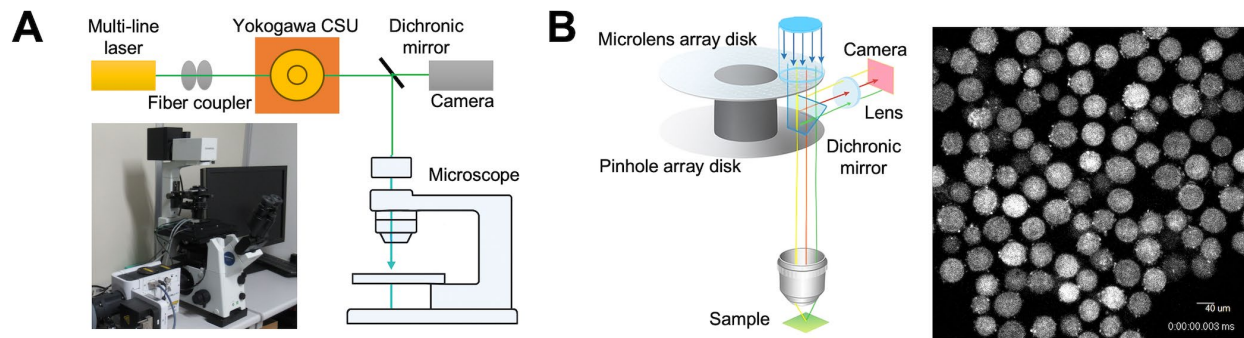 A
Multi-line
laser
Yokogawa CSU
Dichronic
mirror
Fiber coupler
Camera
Microscope
B
Microlens array disk
Camera
Lens
Dichronic
mirror
Pinhole array disk
Sample
40 um
0:00:00.003 ms